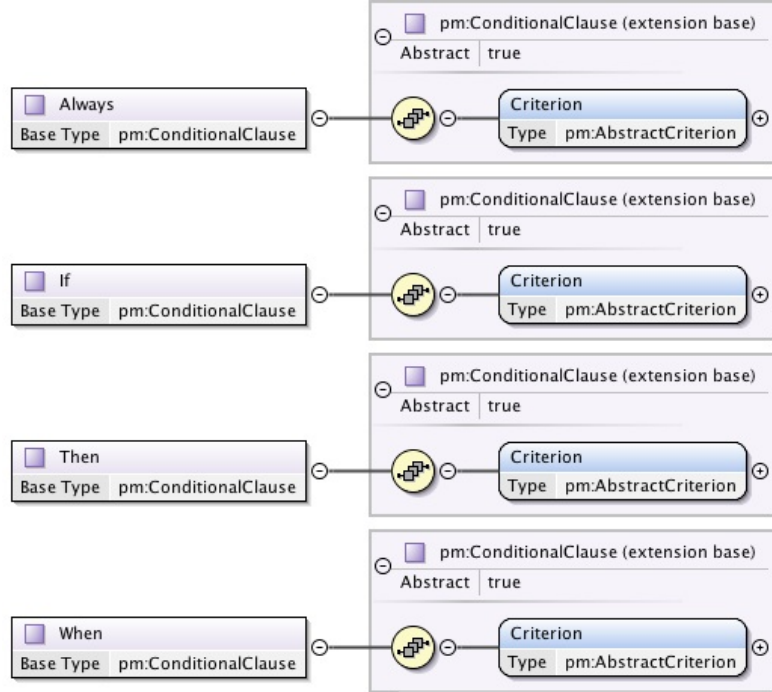 pm:ConditionalClause (extension base)
Abstract true
Always
Base Type pm:ConditionalClause
Criterion
Type pm:AbstractCriterion
pm:ConditionalClause (extension base)
Abstract true
If
Base Type pm:ConditionalClause
Criterion
Type pm:AbstractCriterion
pm:ConditionalClause (extension base)
Abstract true
Then
Base Type pm:ConditionalClause
Criterion
Type pm:AbstractCriterion
pm:ConditionalClause (extension base)
Abstract true
When
Base Type pm:ConditionalClause
Criterion
Type pm:AbstractCriterion